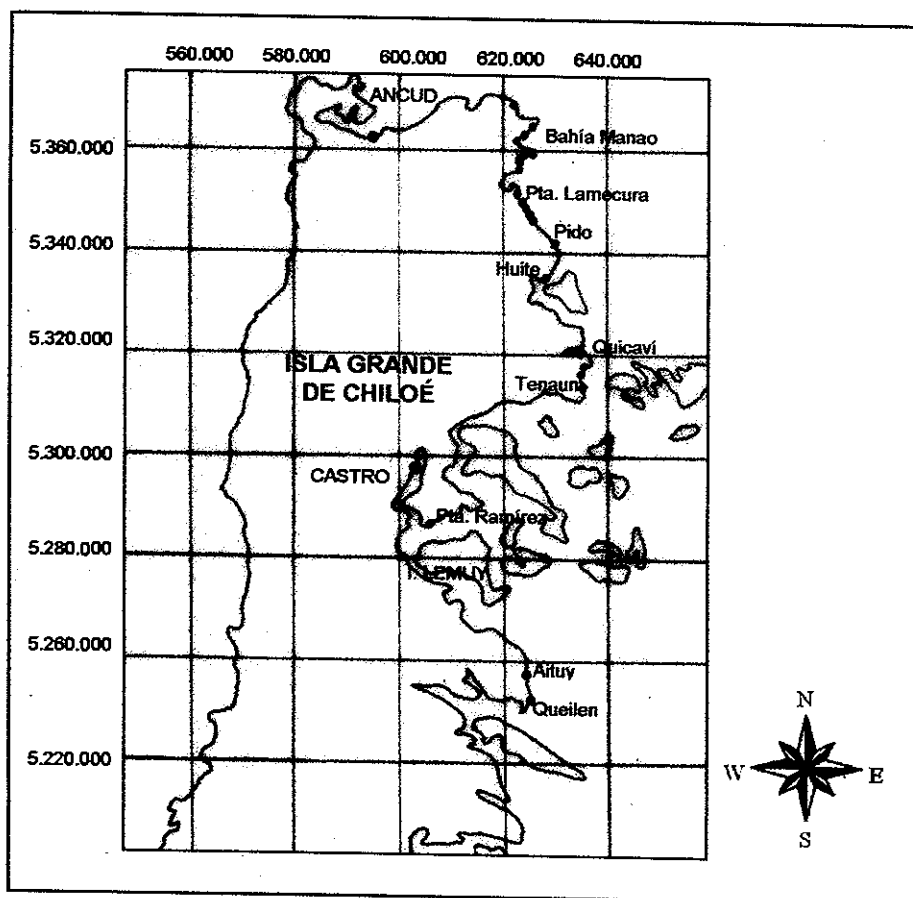 560.000 580.000 600.000 620.000 640.000
ANCUD
5.360.000
Bahía Manao
Pta. Lamecura
Pido
5.340.000
Huite
5.320.000
Quicaví
ISLA GRANDE
DE CHILOÉ
Tenaun
5.300.000
CASTRO
Pta. Ramírez
5.280.000
I. LEMUY
5.260.000
Aituy
Queilen
5.220.000
N
W
E
S